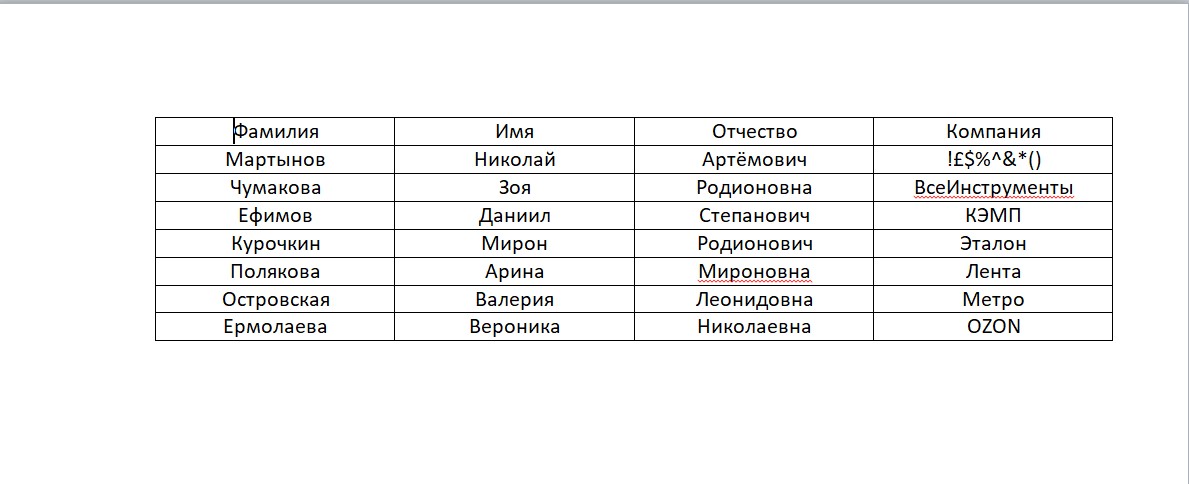 Фамилия Имя Отчество Компания
Мартынов Николай Артёмович !£$%^&*()
Чумакова Зоя Родионовна ВсеИнструменты
Ефимов Даниил Степанович КЭМП
Курочкин Мирон Родионович Эталон
Полякова Арина Мироновна Лента
Островская Валерия Леонидовна Метро
Ермолаева Вероника Николаевна OZON